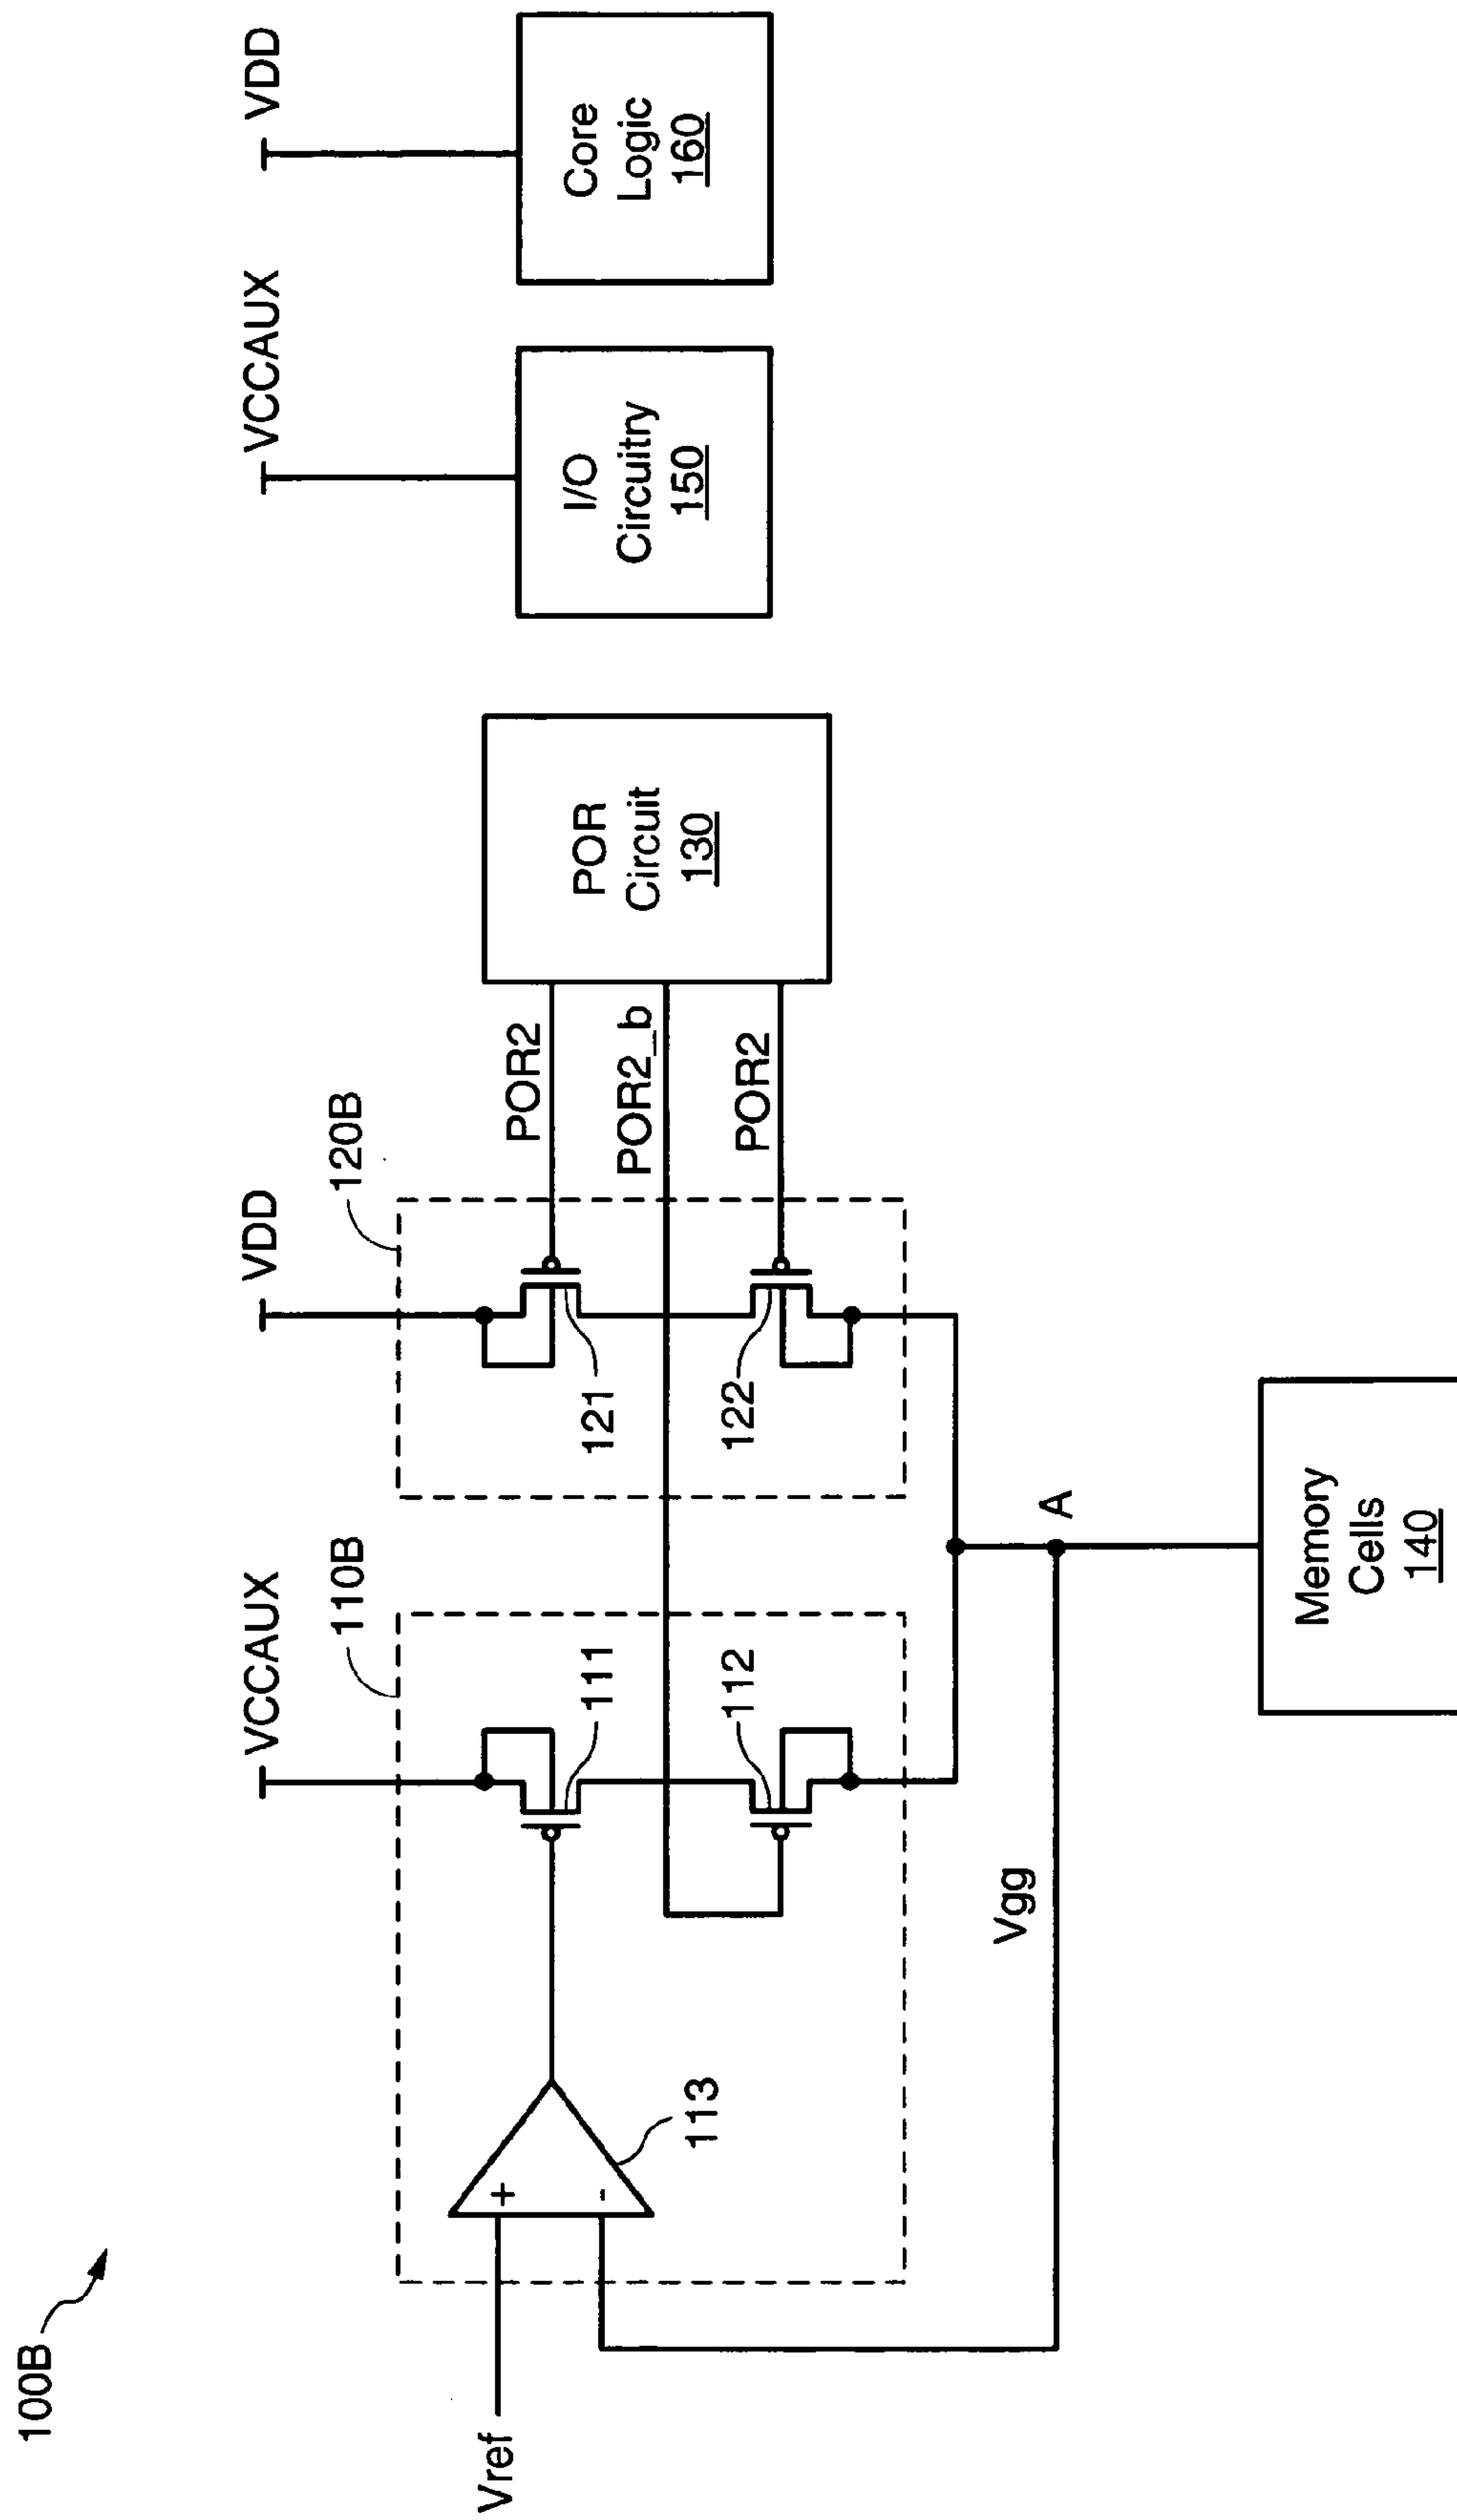 100B
VCCAUX
VDD
VCCAUX
VDD
110B
120B
Vref
+
-
113
111
112
121
122
POR2
POR2_b
POR2
POR
Circuit
130
I/O
Circuitry
150
Core
Logic
160
Vgg
A
Memory
Cells
140